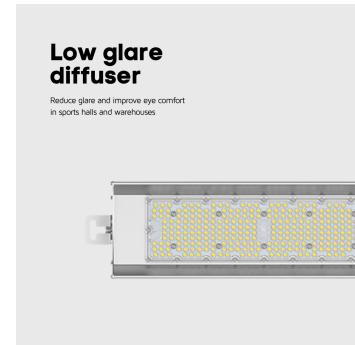 Low glare
diffuser
Reduce glare and improve eye comfort
in sports halls and warehouses